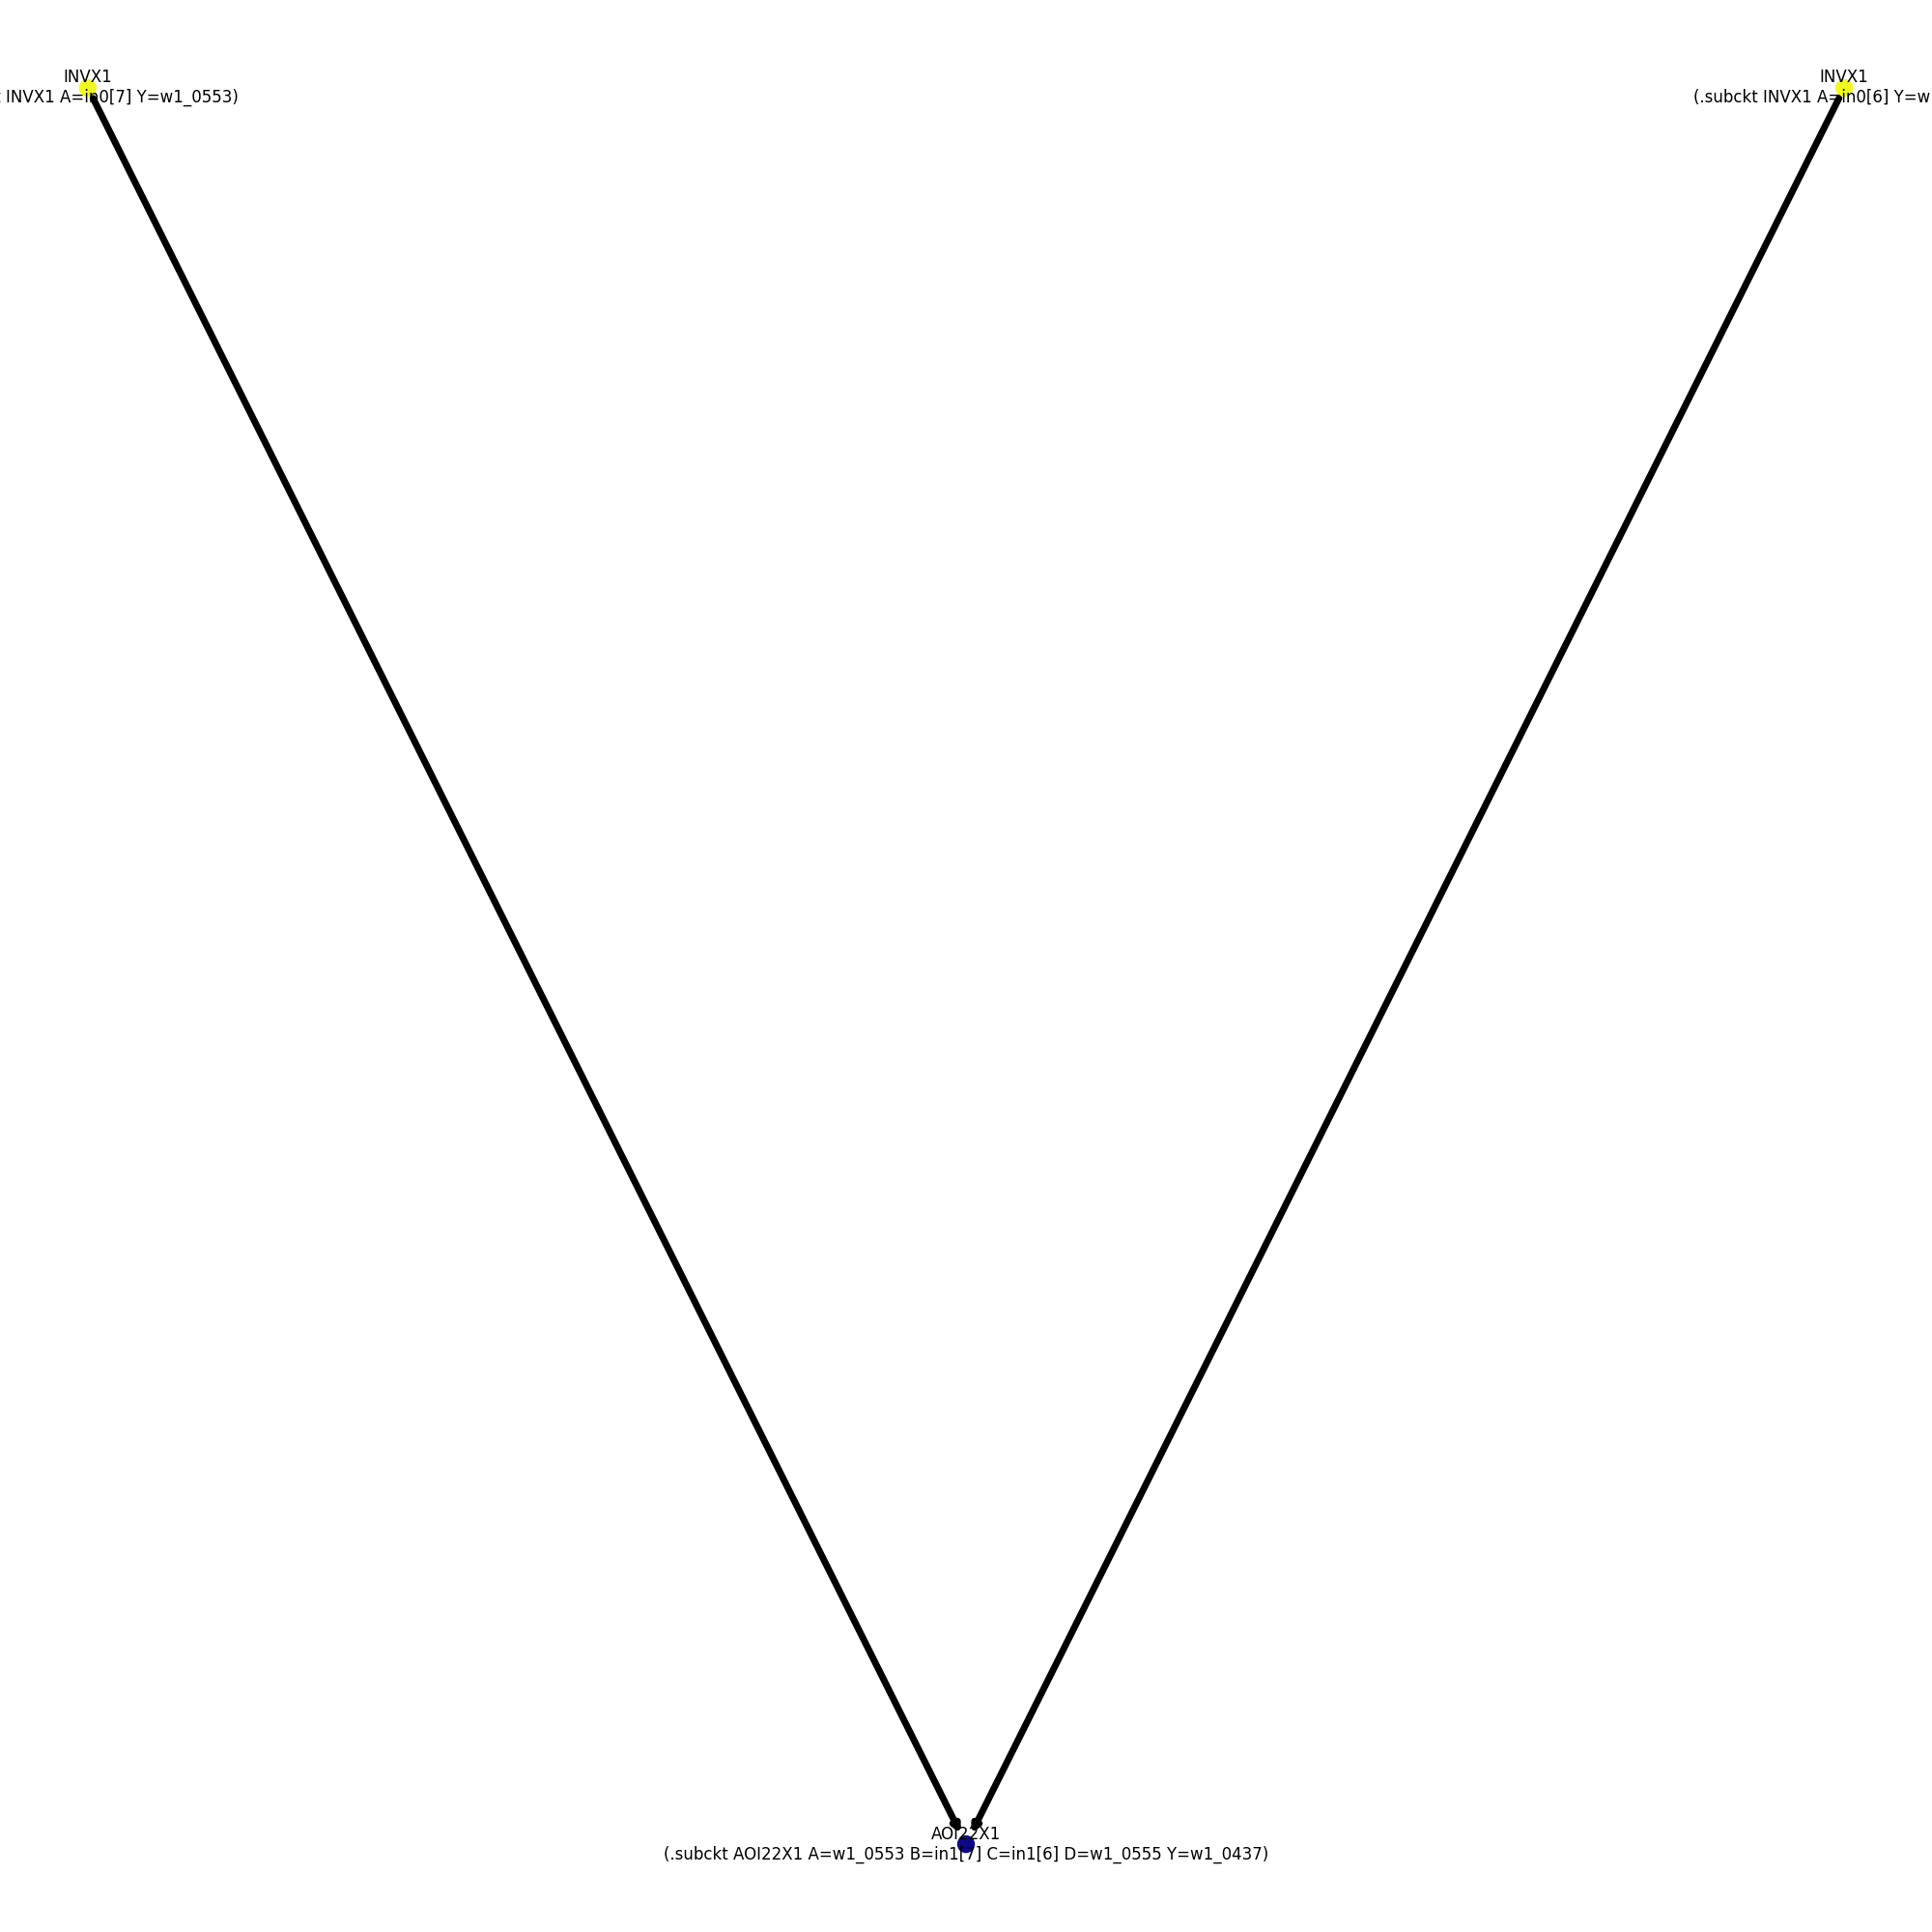 INVX1
INVX1
INVX1 A=in0[7] Y=w1_0553)
(.subckt INVX1 A=in0[6] Y=w
AOI22X1
(.subckt AOI22X1 A=w1_0553 B=in1[7] C=in1[6] D=w1_0555 Y=w1_0437)